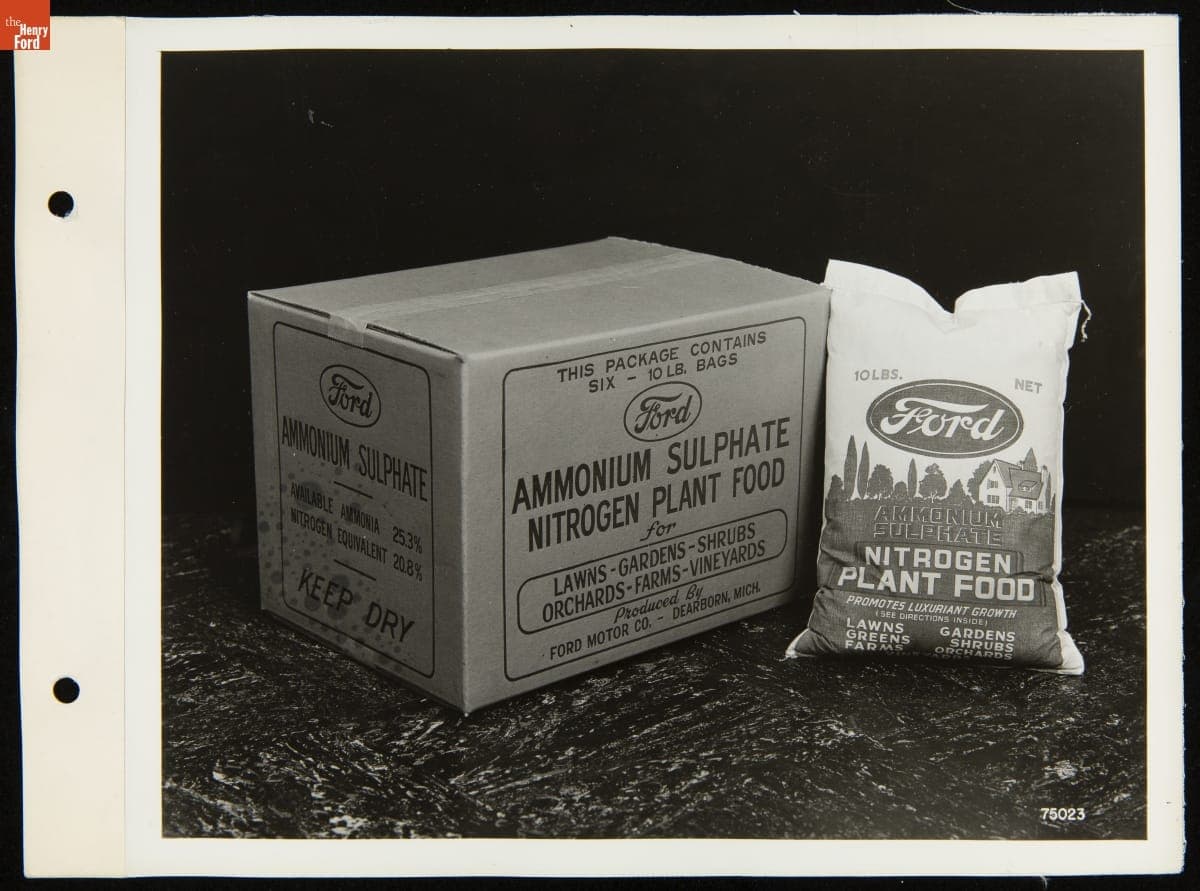 the
Henry
Ford
Ford
AMMONIUM SULPHATE
AVAILABLE AMMONIA 25.3%
NITROGEN EQUIVALENT 20.8%
KEEP DRY
THIS PACKAGE CONTAINS
SIX - 10 LB. BAGS
Ford
AMMONIUM SULPHATE
NITROGEN PLANT FOOD
for
LAWNS - GARDENS - SHRUBS
ORCHARDS - FARMS - VINEYARDS
Produced By
FORD MOTOR CO. - DEARBORN, MICH.
10 LBS. NET
Ford
AMMONIUM
SULPHATE
NITROGEN
PLANT FOOD
PROMOTES LUXURIANT GROWTH
(SEE DIRECTIONS INSIDE)
LAWNS GARDENS
GREENS SHRUBS
FARMS ORCHARDS
75023